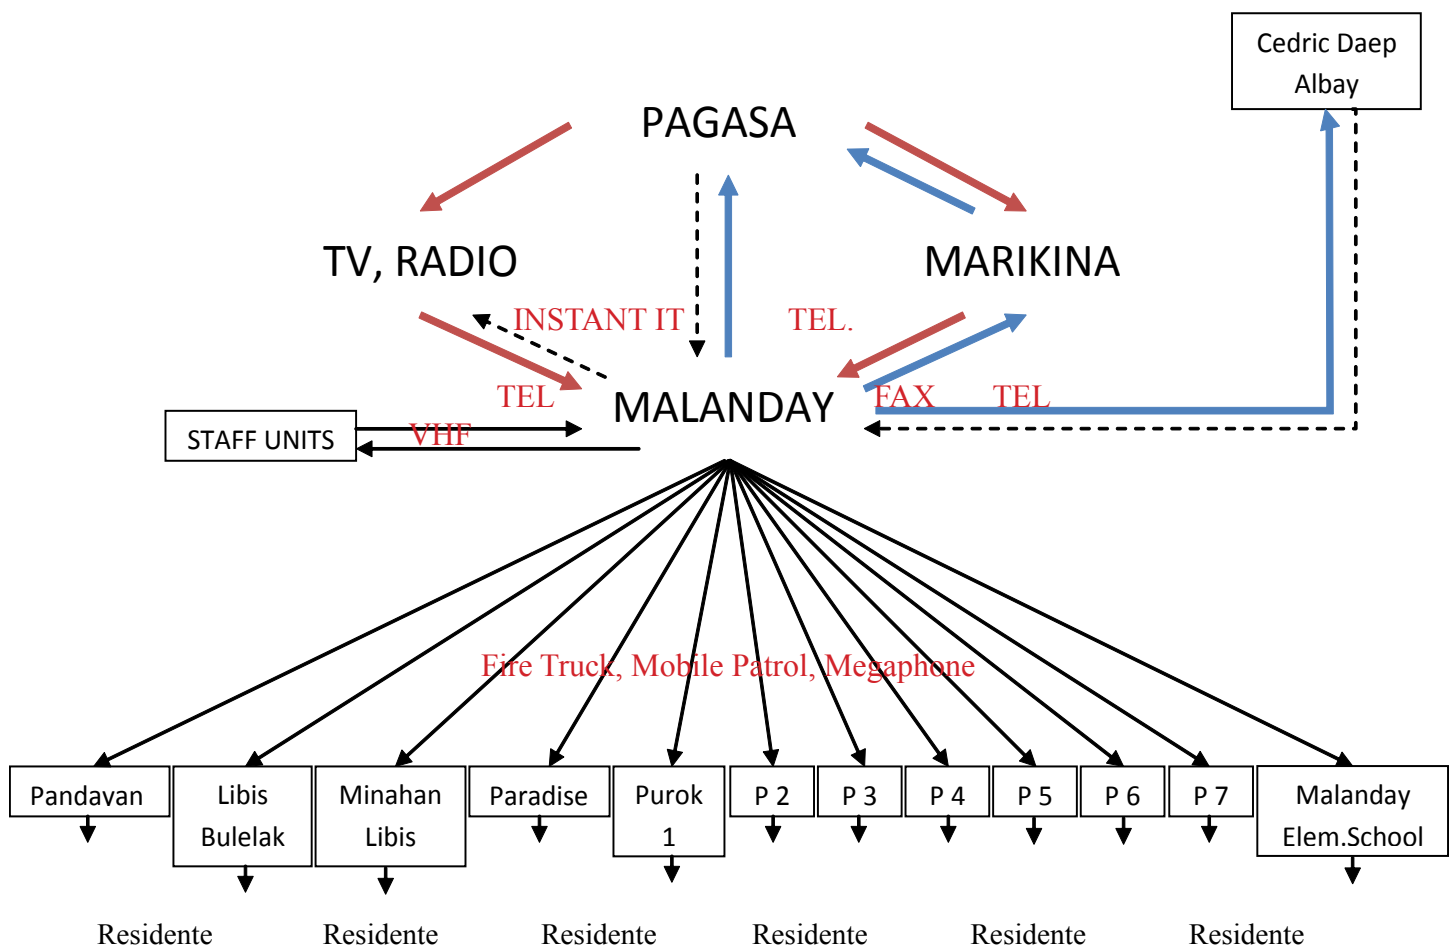 Cedric Daep
Albay
PAGASA
TV, RADIO
MARIKINA
INSTANT IT
TEL.
TEL
MALANDAY
FAX
TEL
STAFF UNITS
VHF
Fire Truck, Mobile Patrol, Megaphone
Pandavan
Libis
Bulelak
Minahan
Libis
Paradise
Purok
1
P 2
P 3
P 4
P 5
P 6
P 7
Malanday
Elem.School
Residente
Residente
Residente
Residente
Residente
Residente